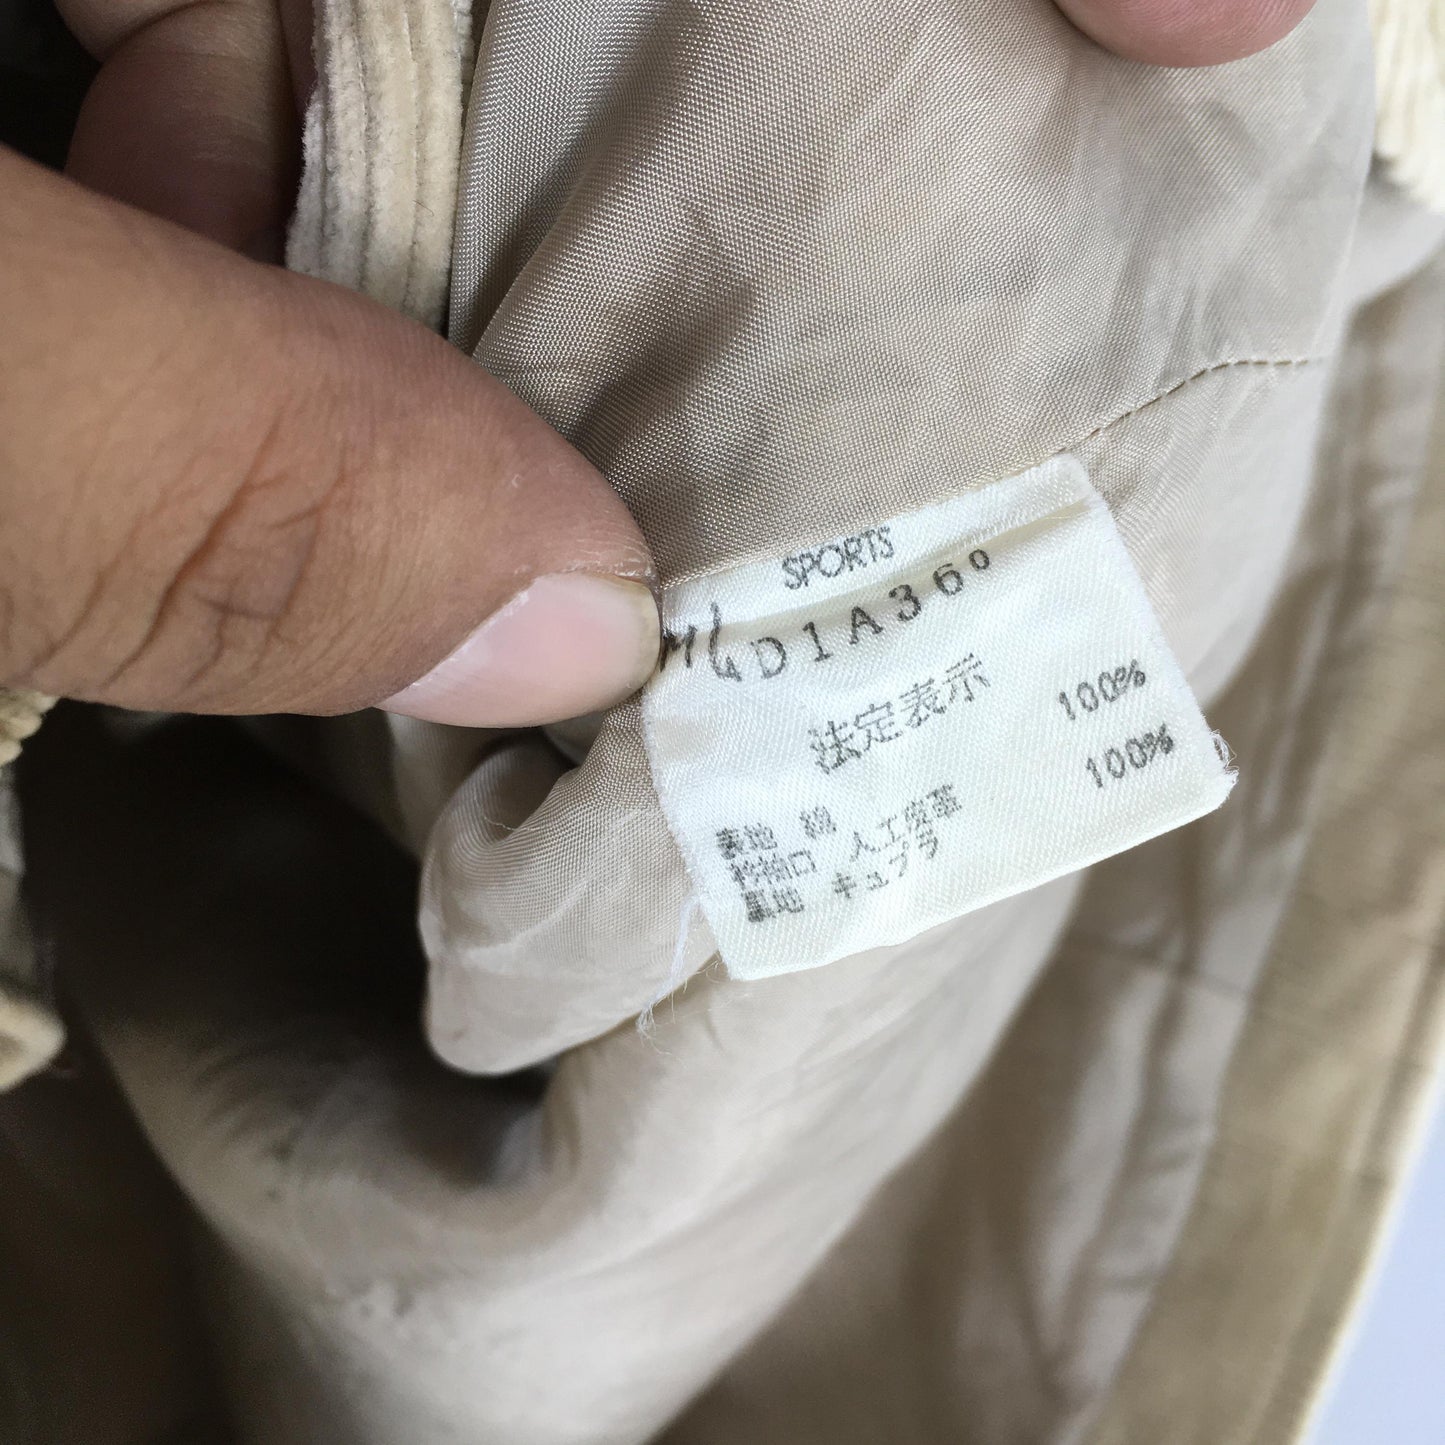 SPORTS
D1A360
法定表示
表地 綿 100%
衿袖口 人工皮革
裏地 キュプラ 100%